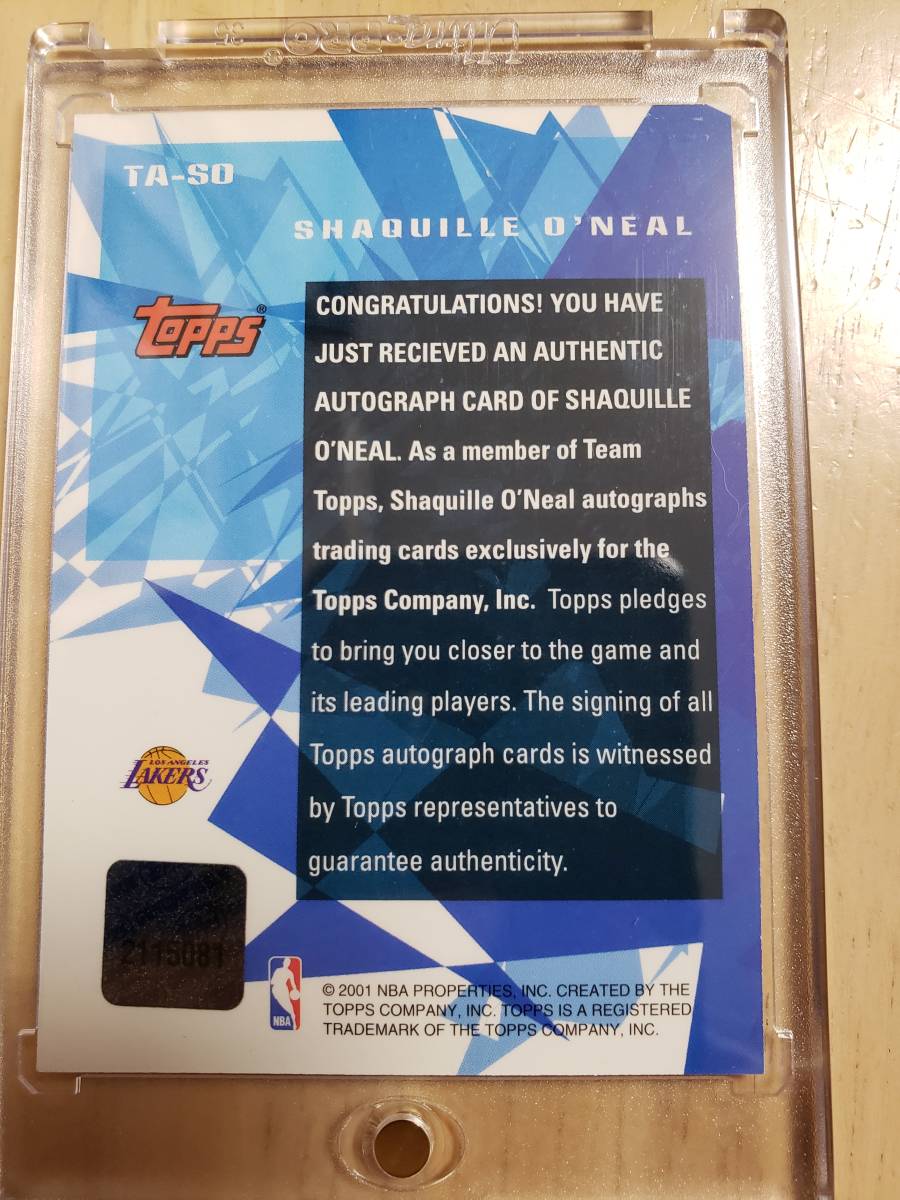 Ultra-PRO®
35
TA-SO
SHAQUILLE O'NEAL
Topps®
CONGRATULATIONS! YOU HAVE
JUST RECIEVED AN AUTHENTIC
AUTOGRAPH CARD OF SHAQUILLE
O'NEAL. As a member of Team
Topps, Shaquille O'Neal autographs
trading cards exclusively for the
Topps Company, Inc. Topps pledges
to bring you closer to the game and
its leading players. The signing of all
Topps autograph cards is witnessed
by Topps representatives to
guarantee authenticity.
LOS ANGELES
LAKERS
2115081
NBA
© 2001 NBA PROPERTIES, INC. CREATED BY THE
TOPPS COMPANY, INC. TOPPS IS A REGISTERED
TRADEMARK OF THE TOPPS COMPANY, INC.